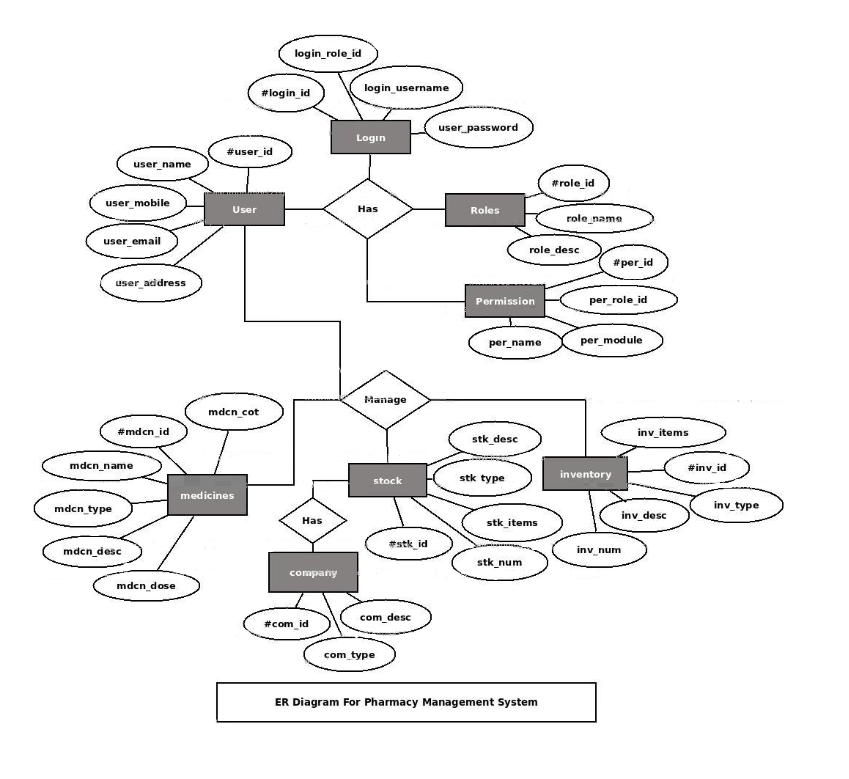 login_role_id
#login_id
login_username
user_password
Login
user_name
#user_id
user_mobile
user_email
user_address
User
Has
Roles
#role_id
role_name
role_desc
#per_id
Permission
per_role_id
per_name
per_module
Manage
mdcn_cot
#mdcn_id
mdcn_name
mdcn_type
mdcn_desc
mdcn_dose
medicines
stk_desc
stk type
stk_items
stk_num
#stk_id
stock
inv_items
#inv_id
inv_type
inv_desc
inv_num
inventory
Has
company
#com_id
com_desc
com_type
ER Diagram For Pharmacy Management System